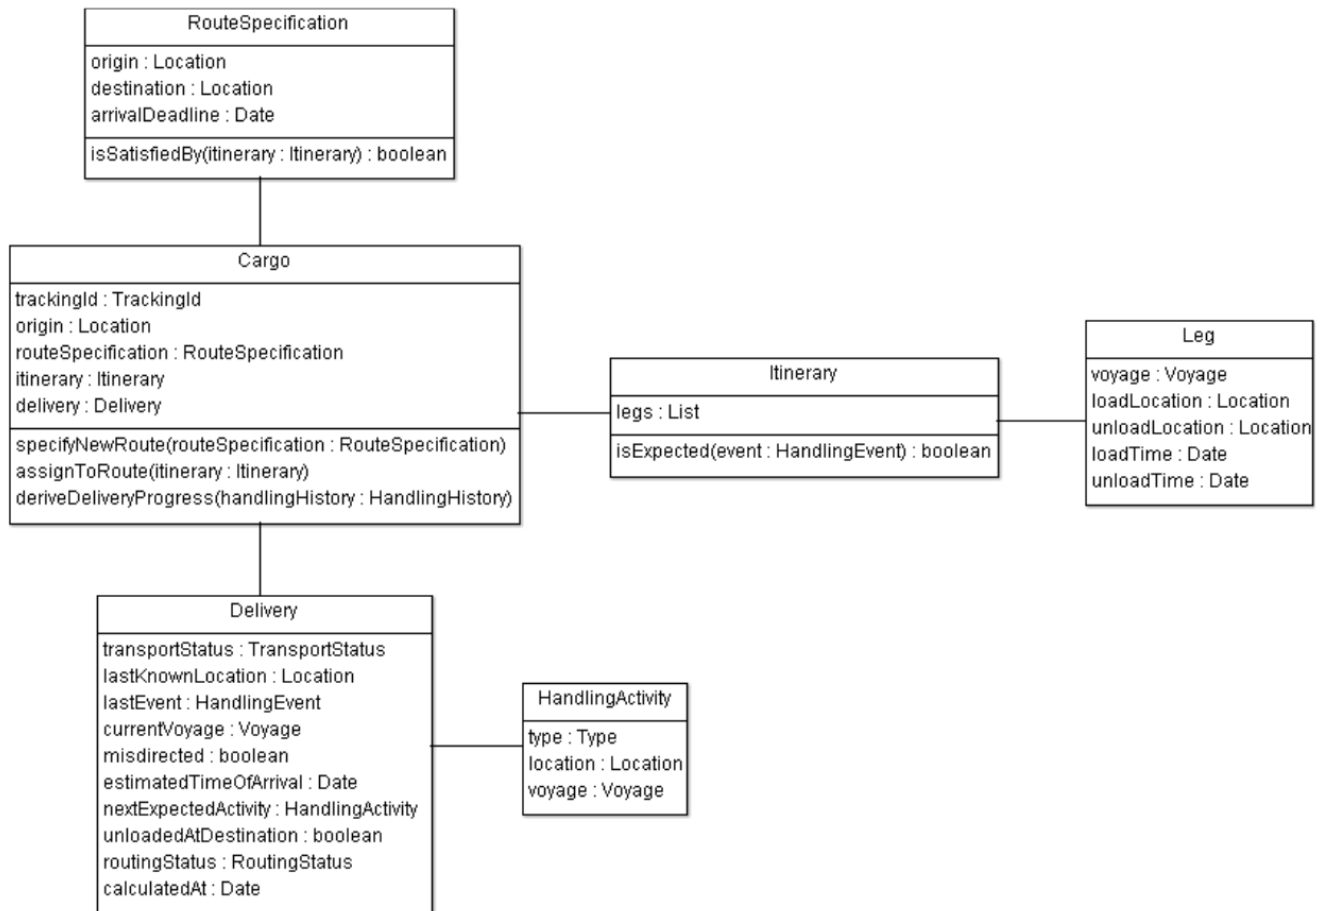 RouteSpecification
origin : Location
destination : Location
arrivalDeadline : Date
isSatisfiedBy(itinerary : Itinerary) : boolean
Cargo
trackingId : TrackingId
origin : Location
routeSpecification : RouteSpecification
itinerary : Itinerary
delivery : Delivery
specifyNewRoute(routeSpecification : RouteSpecification)
assignToRoute(itinerary : Itinerary)
deriveDeliveryProgress(handlingHistory : HandlingHistory)
Itinerary
legs : List
isExpected(event : HandlingEvent) : boolean
Leg
voyage : Voyage
loadLocation : Location
unloadLocation : Location
loadTime : Date
unloadTime : Date
Delivery
transportStatus : TransportStatus
lastKnownLocation : Location
lastEvent : HandlingEvent
currentVoyage : Voyage
misdirected : boolean
estimatedTimeOfArrival : Date
nextExpectedActivity : HandlingActivity
unloadedAtDestination : boolean
routingStatus : RoutingStatus
calculatedAt : Date
HandlingActivity
type : Type
location : Location
voyage : Voyage